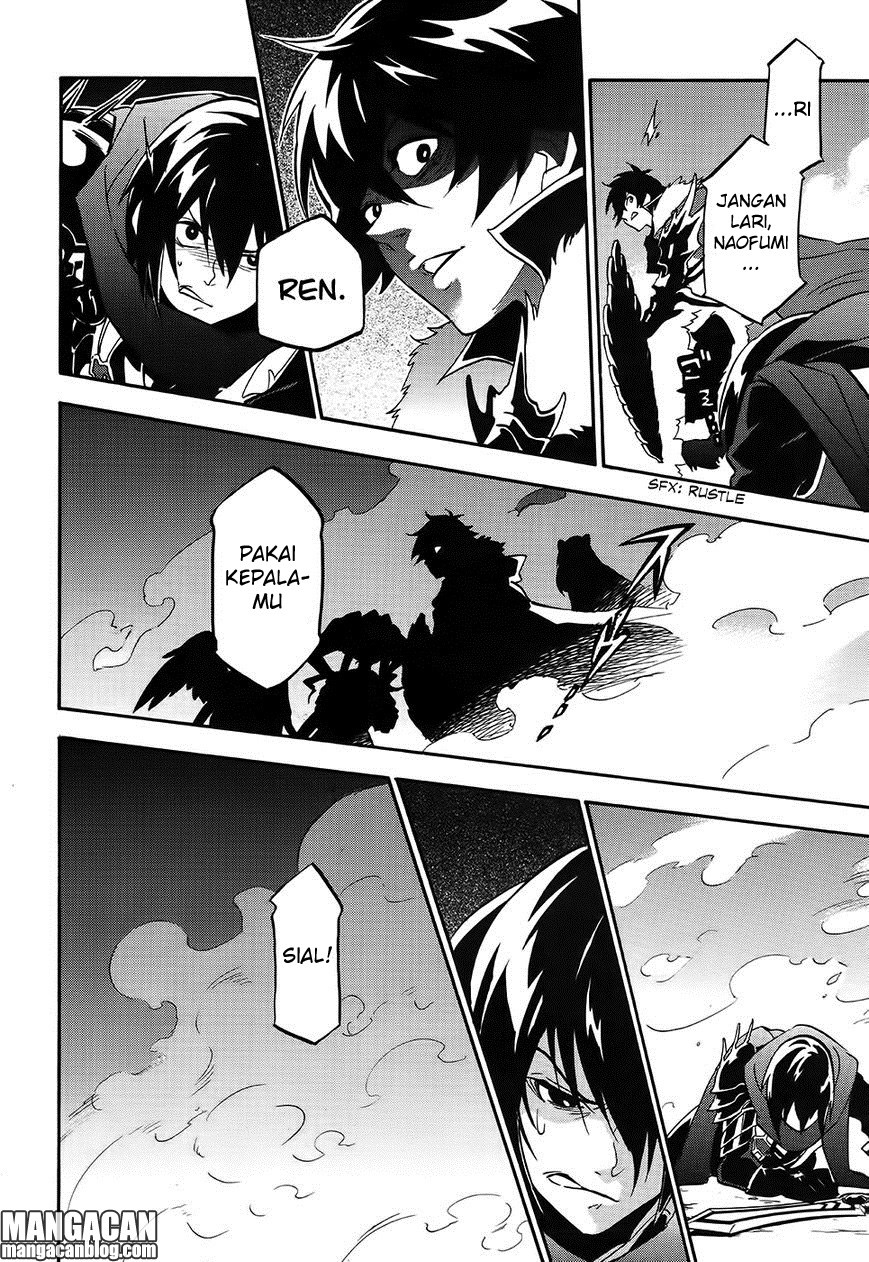 ...RI
JANGAN
LARI,
NAOFUMI
...
SFX: RUSTLE
REN.
PAKAI
KEPALA-
MU
SIAL!
MANGACAN
mangacanblog.com